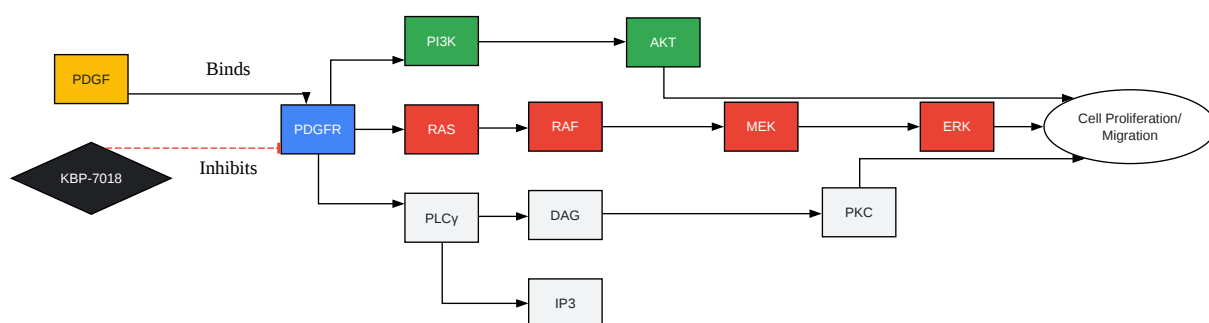 PI3K
AKT
PDGF
Binds
PDGFR
RAS
RAF
MEK
ERK
Cell Proliferation/
Migration
KBP-7018
Inhibits
PLCγ
DAG
PKC
IP3